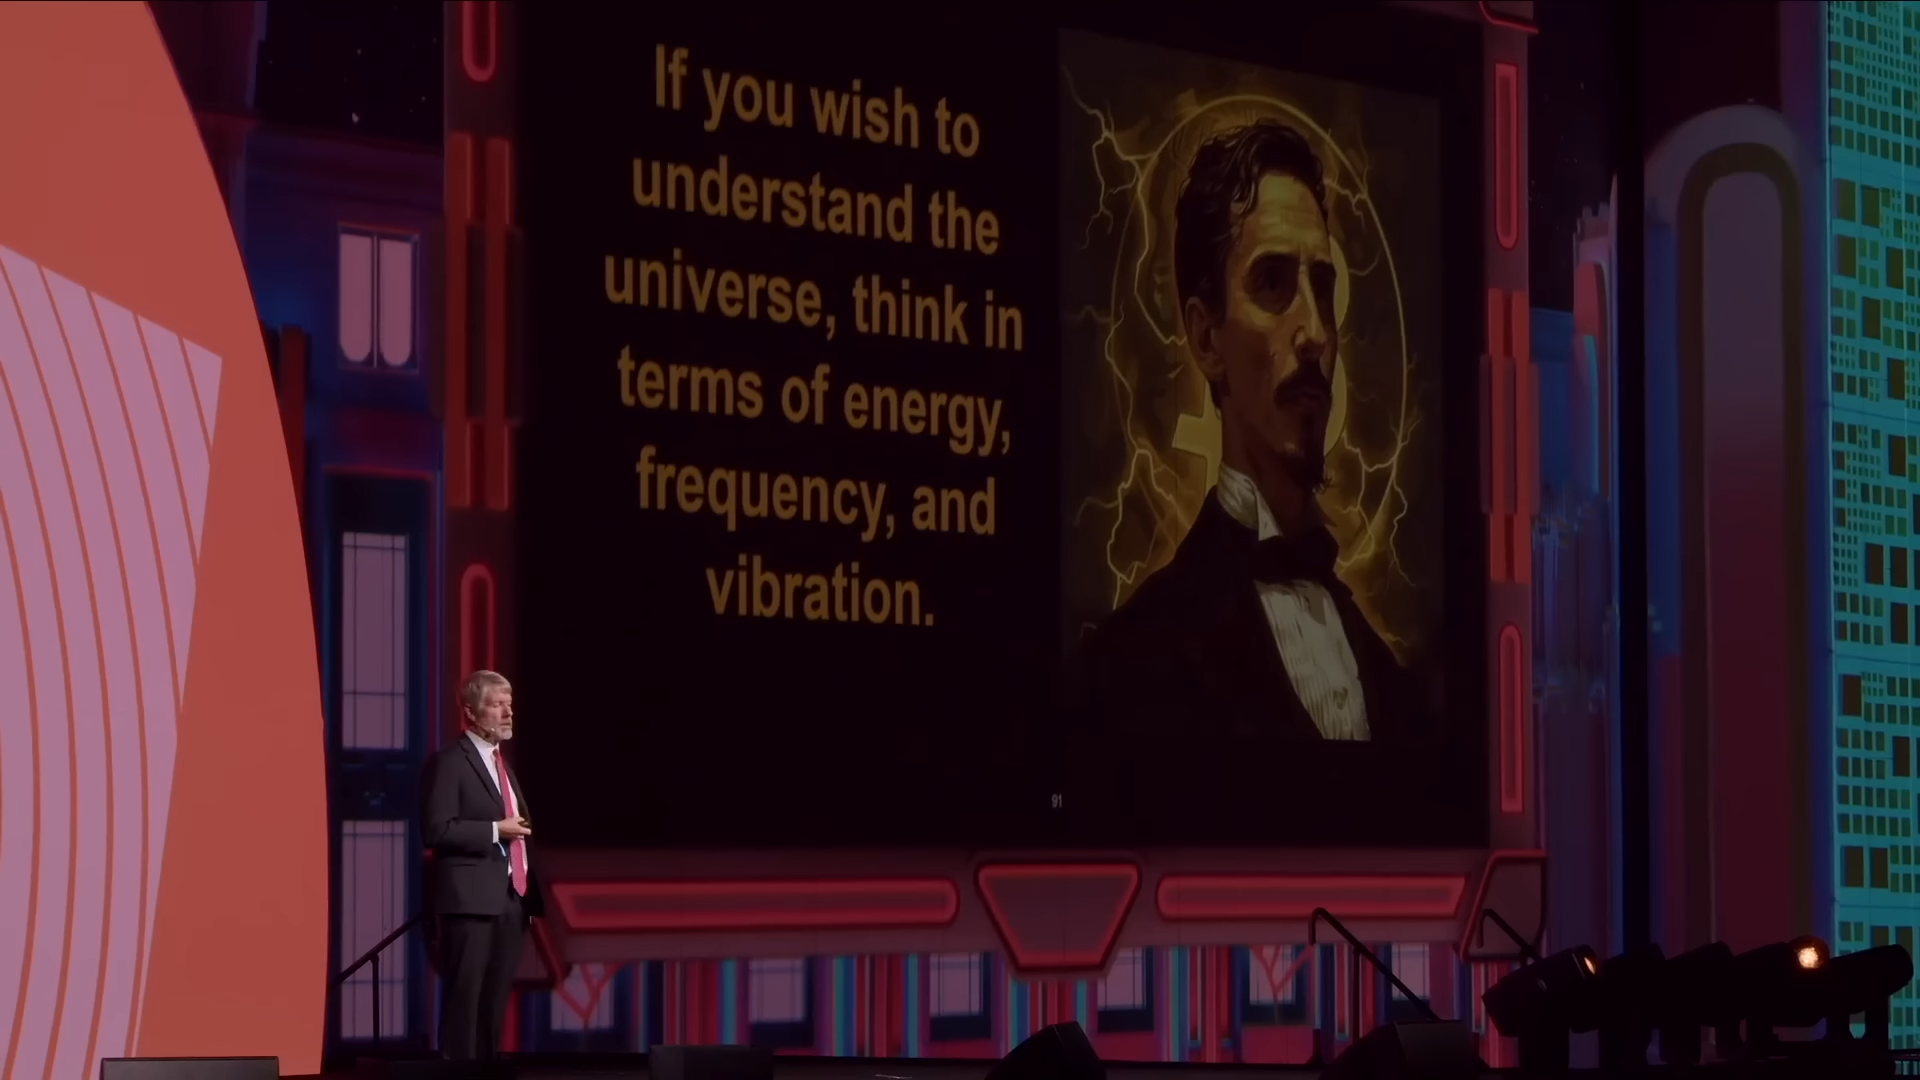 If you wish to
understand the
universe, think in
terms of energy,
frequency, and
vibration.
91